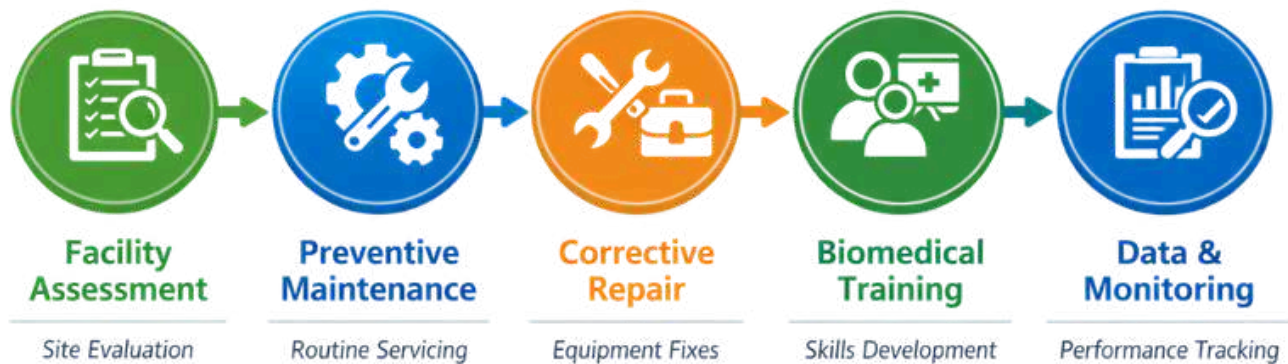 Facility
Assessment
Site Evaluation
Preventive
Maintenance
Routine Servicing
Corrective
Repair
Equipment Fixes
Biomedical
Training
Skills Development
Data &
Monitoring
Performance Tracking